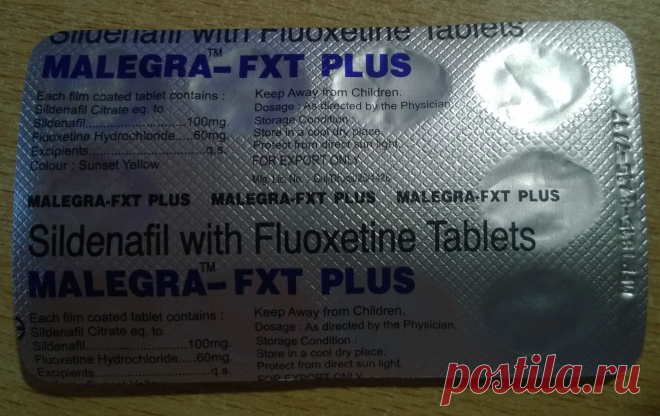 Sildenafil with Fluoxetine Tablets
MALEGRA™-FXT PLUS
Each film coated tablet contains :
Sildenafil Citrate eq. to
Sildenafil.....................100mg.
Fluoxetine Hydrochloride.....60mg.
Excipients.........................q.s.
Colour : Sunset Yellow
Keep Away from Children.
Dosage : As directed by the Physician.
Storage Condition :
Store in a cool dry place.
Protect from direct sun light.
FOR EXPORT ONLY
Mfg. Lic. No.
MALEGRA-FXT PLUS MALEGRA-FXT PLUS MALEGRA-FXT PLUS
Sildenafil with Fluoxetine Tablets
MALEGRA™-FXT PLUS
Each film coated tablet contains :
Sildenafil Citrate eq. to
Sildenafil.....................100mg.
Fluoxetine Hydrochloride.....60mg.
Excipients.........................q.s.
Keep Away from Children.
Dosage : As directed by the Physician.
Storage Condition :
Store in a cool dry place.
Protect from direct sun light.
FOR EXPORT ONLY
postila.ru